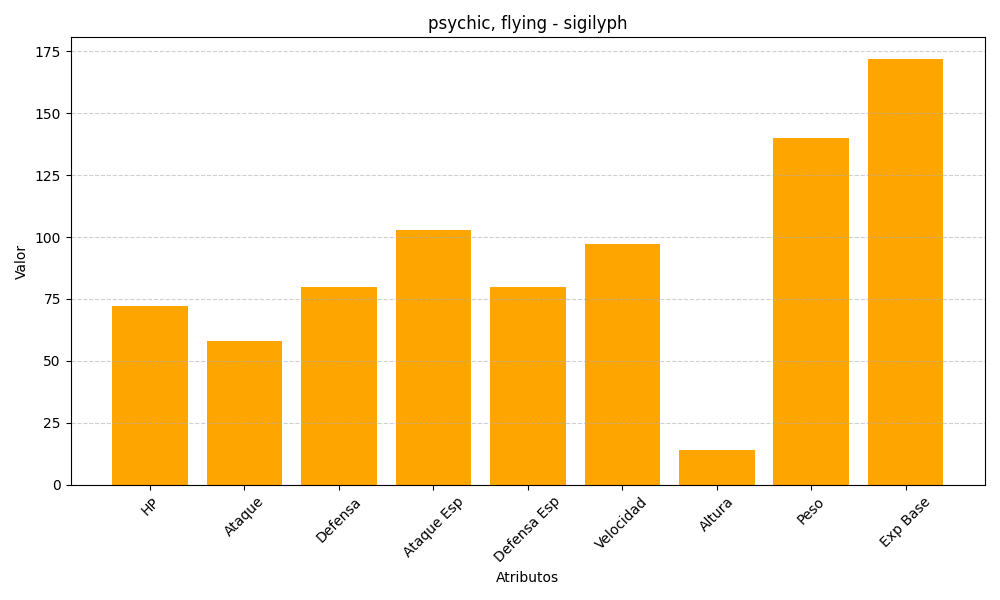 psychic, flying - sigilyph
Valor
175
150
125
100
75
50
25
0
HP
Ataque
Defensa
Ataque Esp
Defensa Esp
Velocidad
Altura
Peso
Exp Base
Atributos